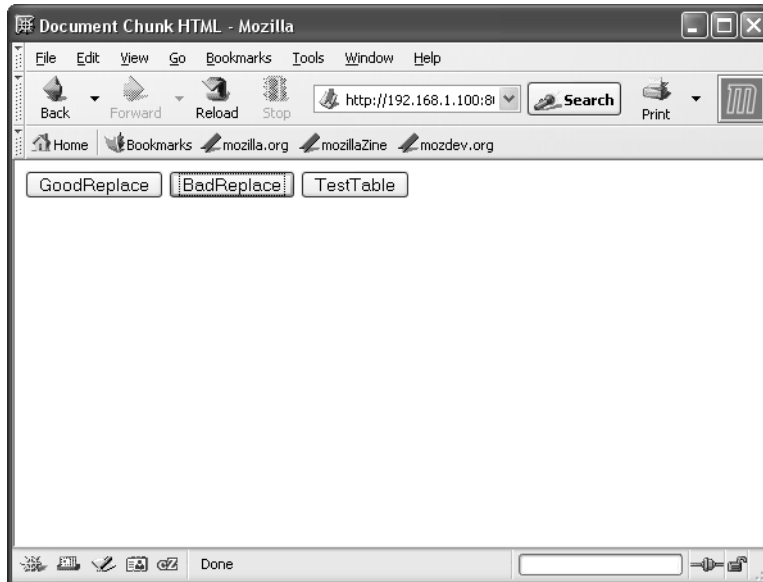 Document Chunk HTML - Mozilla
File Edit View Go Bookmarks Tools Window Help
Back Forward Reload Stop http://192.168.1.100:8 Search Print
Home Bookmarks mozilla.org mozillaZine mozdev.org
GoodReplace BadReplace TestTable
Done